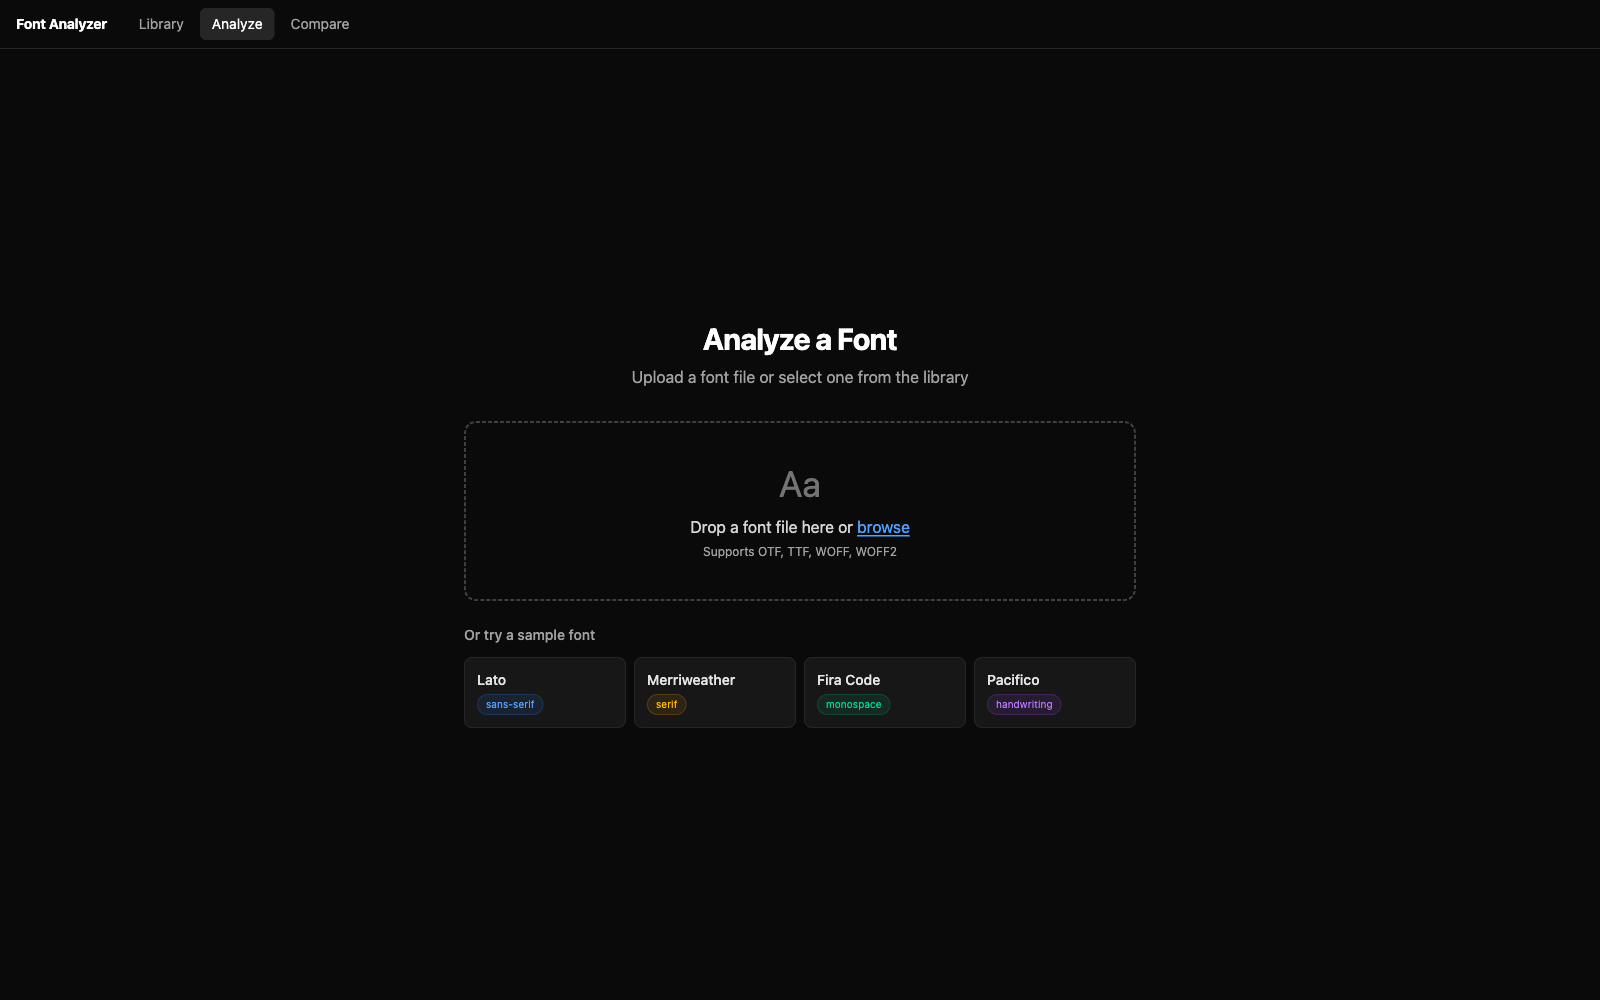 Font Analyzer Library Analyze Compare
Analyze a Font
Upload a font file or select one from the library
Aa
Drop a font file here or browse
Supports OTF, TTF, WOFF, WOFF2
Or try a sample font
Lato Merriweather Fira Code Pacifico
sans-serif serif monospace handwriting